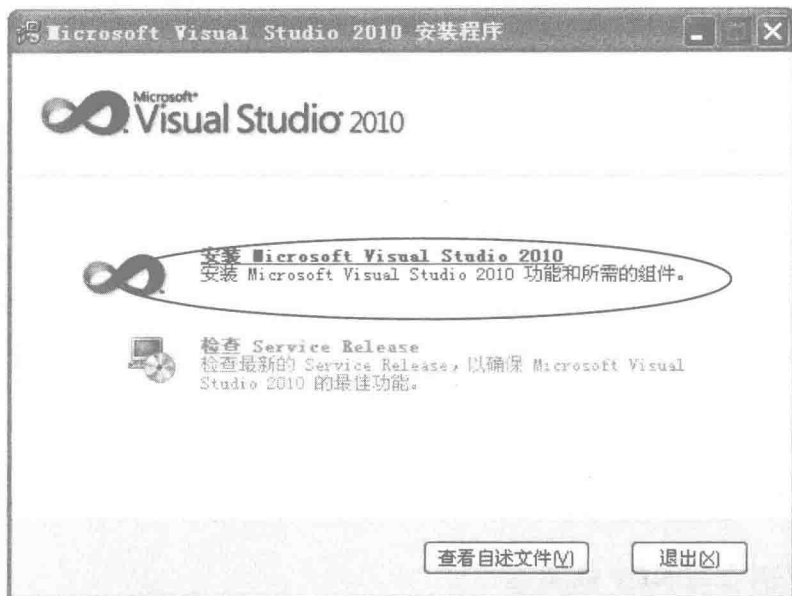 Microsoft Visual Studio 2010 安装程序
Microsoft®
Visual Studio 2010
安装 Microsoft Visual Studio 2010
安装 Microsoft Visual Studio 2010 功能和所需的组件。
检查 Service Release
检查最新的 Service Release，以确保 Microsoft Visual
Studio 2010 的最佳功能。
查看自述文件(V)
退出(X)